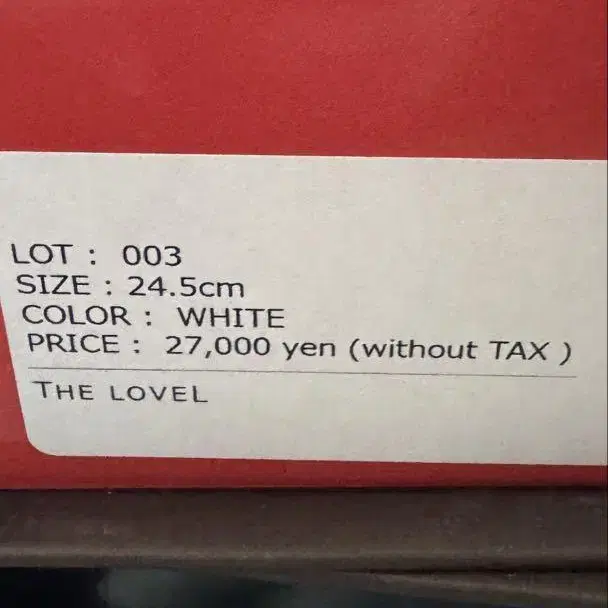 LOT : 003
SIZE : 24.5cm
COLOR : WHITE
PRICE : 27,000 yen (without TAX )
THE LOVEL